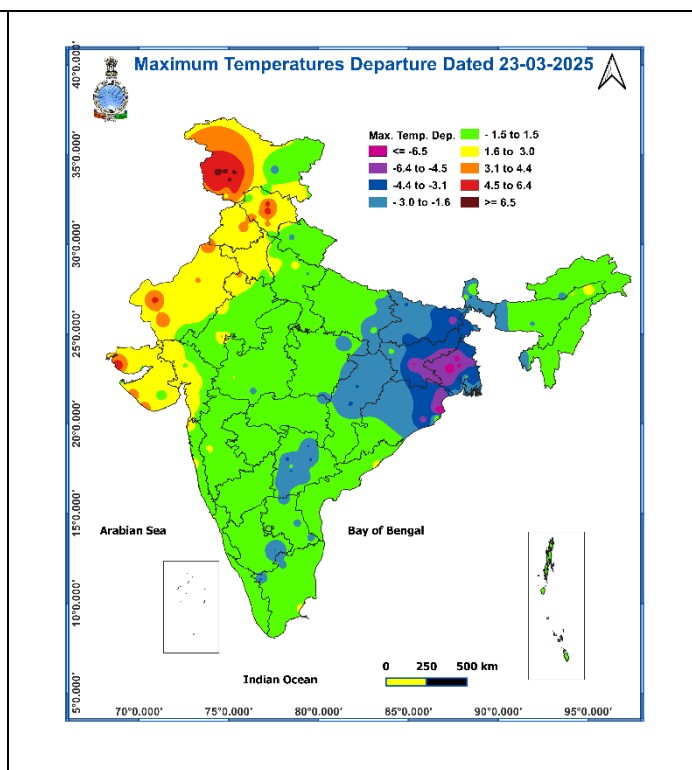 Maximum Temperatures Departure Dated 23-03-2025
Max. Temp. Dep.
<= -6.5
-6.4 to -4.5
-4.4 to -3.1
- 3.0 to -1.6
- 1.5 to 1.5
1.6 to 3.0
3.1 to 4.4
4.5 to 6.4
>= 6.5
40°0.000'
35°0.000'
30°0.000'
25°0.000'
20°0.000'
15°0.000'
10°0.000'
5°0.000'
Arabian Sea
Bay of Bengal
Indian Ocean
0 250 500 km
70°0.000' 75°0.000' 80°0.000' 85°0.000' 90°0.000' 95°0.000'